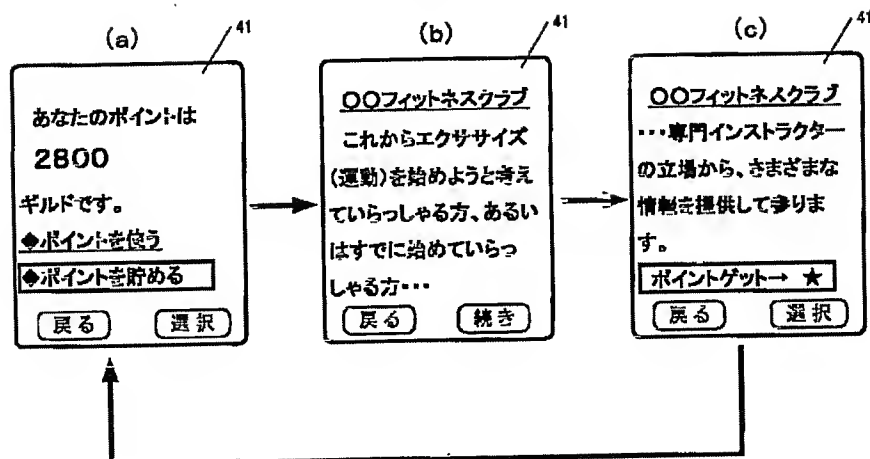 (a)
41
あなたのポイントは
2800
ギルドです。
◆ポイントを使う
◆ポイントを貯める
戻る
選択
(b)
41
〇〇フィットネスクラブ
これからエクササイズ
(運動)を始めようと考え
ていらっしゃる方、あるい
はすでに始めていらっ
しゃる方・・・
戻る
続き
(c)
41
〇〇フィットネスクラブ
・・・専門インストラクター
の立場から、さまざまな
情報を提供して参りま
す。
ポイントゲット→ ★
戻る
選択